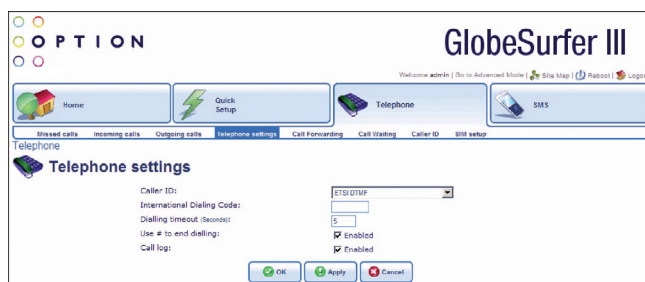 OPTION
GlobeSurfer III
Welcome admin | Go to Advanced Mode | Site Map | Reboot | Logou
Home
Quick
Setup
Telephone
SMS
Missed calls Incoming calls Outgoing calls Telephone settings Call Forwarding Call Waiting Caller ID SIM setup
Telephone
Telephone settings
Caller ID: ETSI DTMF
International Dialing Code:
Dialling timeout (Seconds): 5
Use # to end dialling: Enabled
Call log: Enabled
OK Apply Cancel